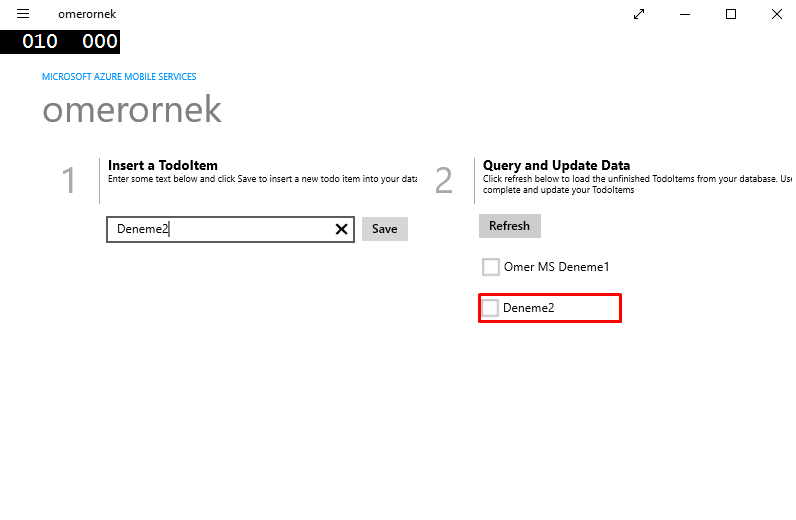 omerornek
010 000
MICROSOFT AZURE MOBILE SERVICES
omerornek
1
Insert a TodoItem
Enter some text below and click Save to insert a new todo item into your data
Deneme2
Save
2
Query and Update Data
Click refresh below to load the unfinished TodoItems from your database. Use
complete and update your TodoItems
Refresh
Omer MS Deneme1
Deneme2